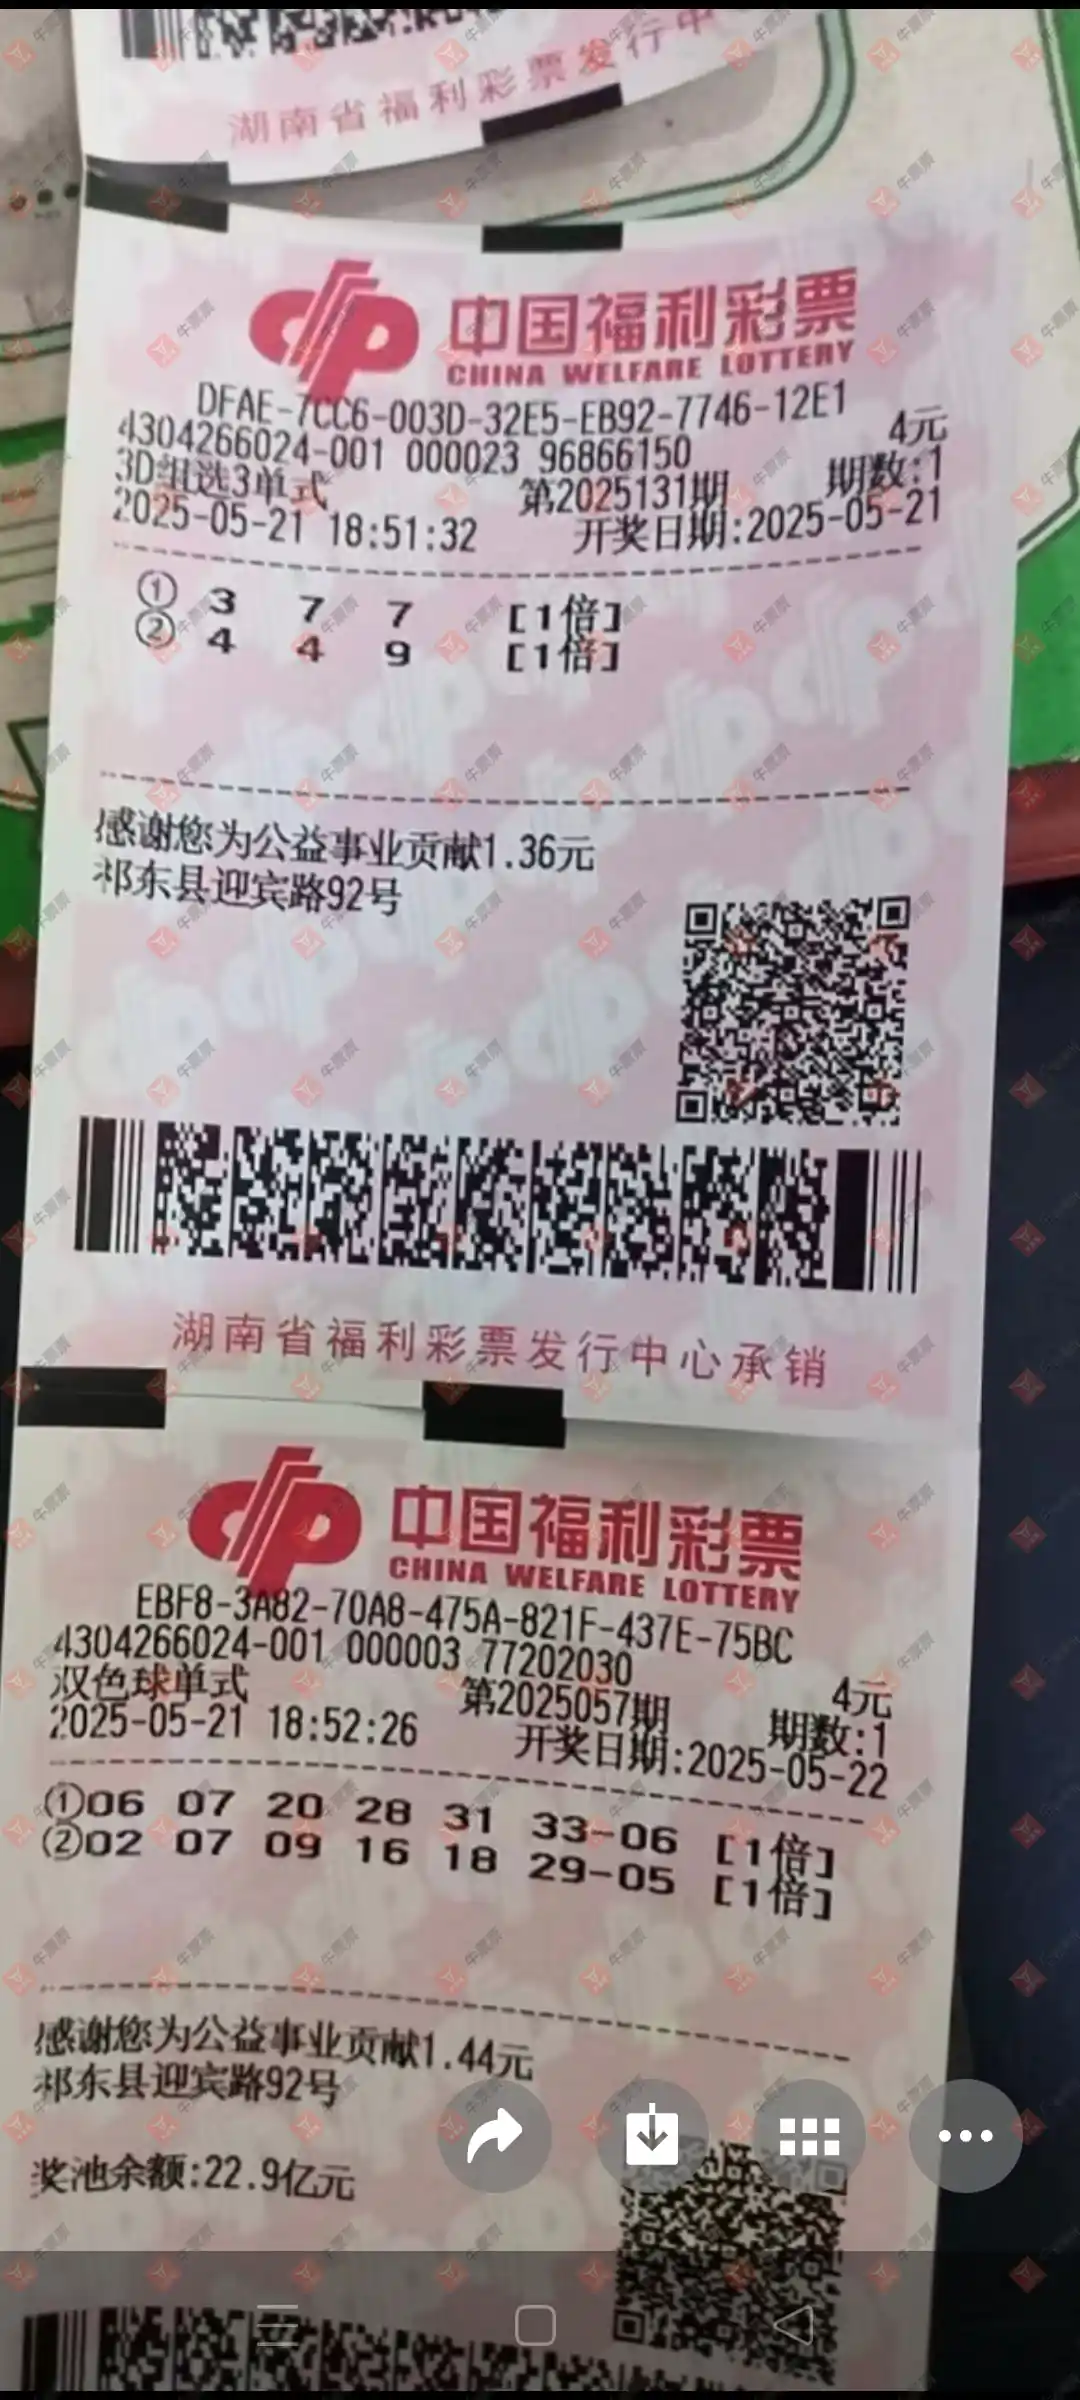 湖南省福利彩票发行中
中国福利彩票
CHINA WELFARE LOTTERY
DFAE-7CC6-003D-32E5-EB92-7746-12E1
4304266024-001 000023 96866150 4元
3D组选3单式 第2025131期 期数:1
2025-05-21 18:51:32 开奖日期:2025-05-21
① 3 7 7 [1倍]
② 4 4 9 [1倍]
感谢您为公益事业贡献1.36元
祁东县迎宾路92号
湖南省福利彩票发行中心承销
中国福利彩票
CHINA WELFARE LOTTERY
EBF8-3A82-70A8-475A-821F-437E-75BC
4304266024-001 000003 77202030 4元
双色球单式 第2025057期 期数:1
2025-05-21 18:52:26 开奖日期:2025-05-22
①06 07 20 28 31 33-06 [1倍]
②02 07 09 16 18 29-05 [1倍]
感谢您为公益事业贡献1.44元
祁东县迎宾路92号
奖池余额:22.9亿元